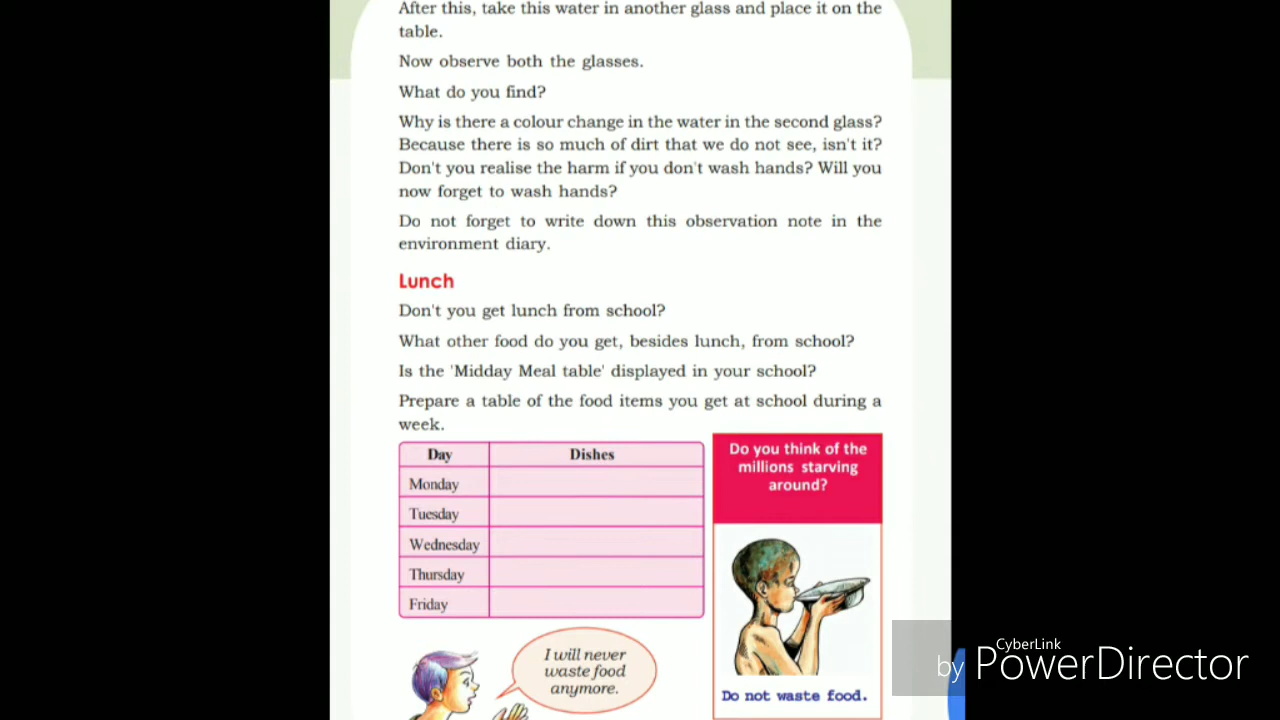 After this, take this water in another glass and place it on the
table.
Now observe both the glasses.
What do you find?
Why is there a colour change in the water in the second glass?
Because there is so much of dirt that we do not see, isn't it?
Don't you realise the harm if you don't wash hands? Will you
now forget to wash hands?
Do not forget to write down this observation note in the
environment diary.
Lunch
Don't you get lunch from school?
What other food do you get, besides lunch, from school?
Is the 'Midday Meal table' displayed in your school?
Prepare a table of the food items you get at school during a
week.
Day Dishes
Monday
Tuesday
Wednesday
Thursday
Friday
Do you think of the
millions starving
around?
Do not waste food.
I will never
waste food
anymore.
CyberLink
by PowerDirector